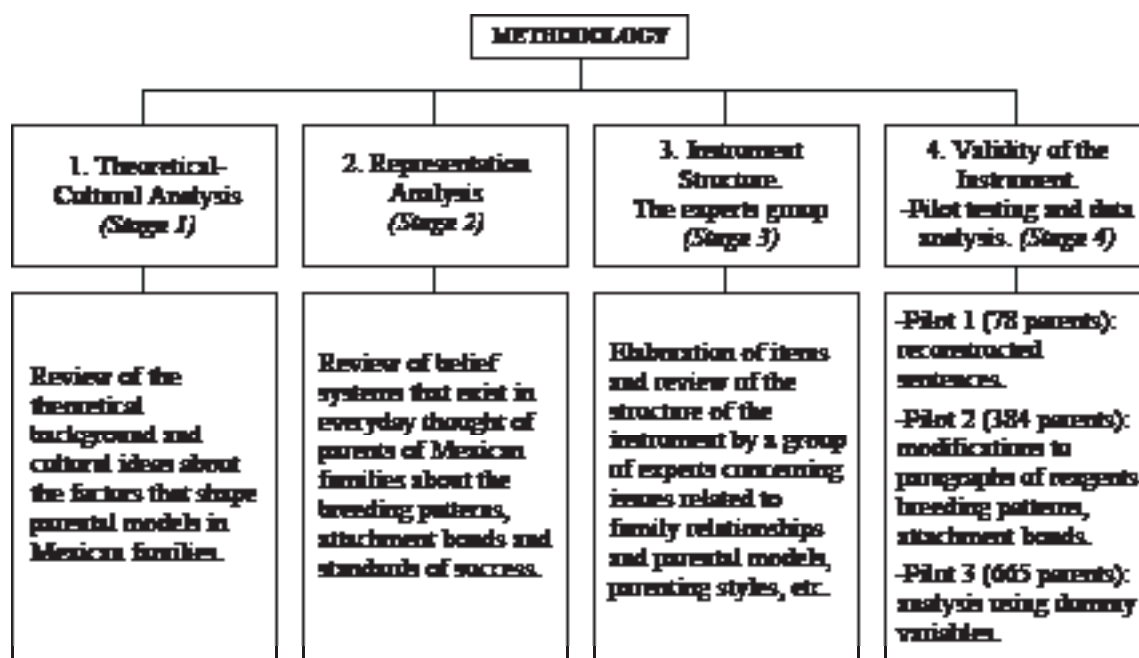 METHODOLOGY
1. Theoretical-
Cultural Analysis
(Stage 1)
2. Representation
Analysis
(Stage 2)
3. Instrument
Structure.
The experts group
(Stage 3)
4. Validity of the
Instrument.
-Pilot testing and data
analysis. (Stage 4)
Review of the
theoretical
background and
cultural ideas about
the factors that shape
parental models in
Mexican families.
Review of belief
systems that exist in
everyday thought of
parents of Mexican
families about the
breeding patterns,
attachment bonds and
standards of success.
Elaboration of items
and review of the
structure of the
instrument by a group
of experts concerning
issues related to
family relationships
and parental models,
parenting styles, etc.
-Pilot 1 (78 parents):
reconstructed
sentences.
-Pilot 2 (384 parents):
modifications to
paragraphs of reagents
breeding patterns,
attachment bonds.
-Pilot 3 (665 parents):
analysis using dummy
variables.